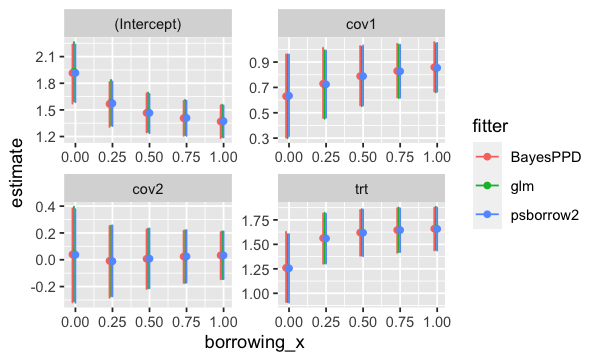 (Intercept)
cov1
2.1
1.8
1.5
1.2
0.9
0.7
0.5
0.3
0.00 0.25 0.50 0.75 1.00
0.00 0.25 0.50 0.75 1.00
cov2
trt
0.4
0.2
0.0
-0.2
1.75
1.50
1.25
1.00
0.00 0.25 0.50 0.75 1.00
0.00 0.25 0.50 0.75 1.00
borrowing_x
estimate
fitter
BayesPPD
glm
psborrow2